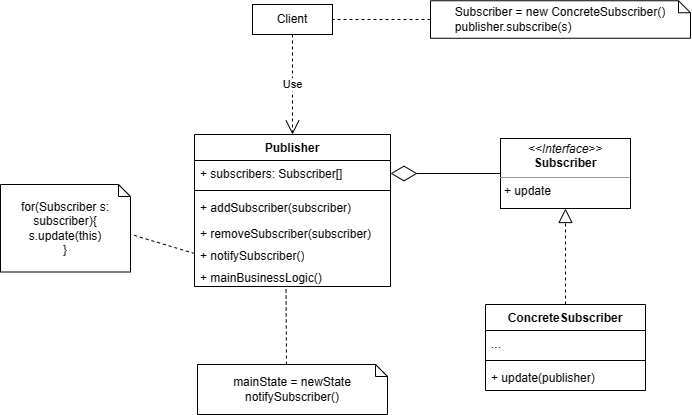 Client
Subscriber = new ConcreteSubscriber()
publisher.subscribe(s)
Use
Publisher
+ subscribers: Subscriber[]
+ addSubscriber(subscriber)
+ removeSubscriber(subscriber)
+ notifySubscriber()
+ mainBusinessLogic()
<<Interface>>
Subscriber
+ update
for(Subscriber s:
subscriber){
s.update(this)
}
ConcreteSubscriber
...
+ update(publisher)
mainState = newState
notifySubscriber()